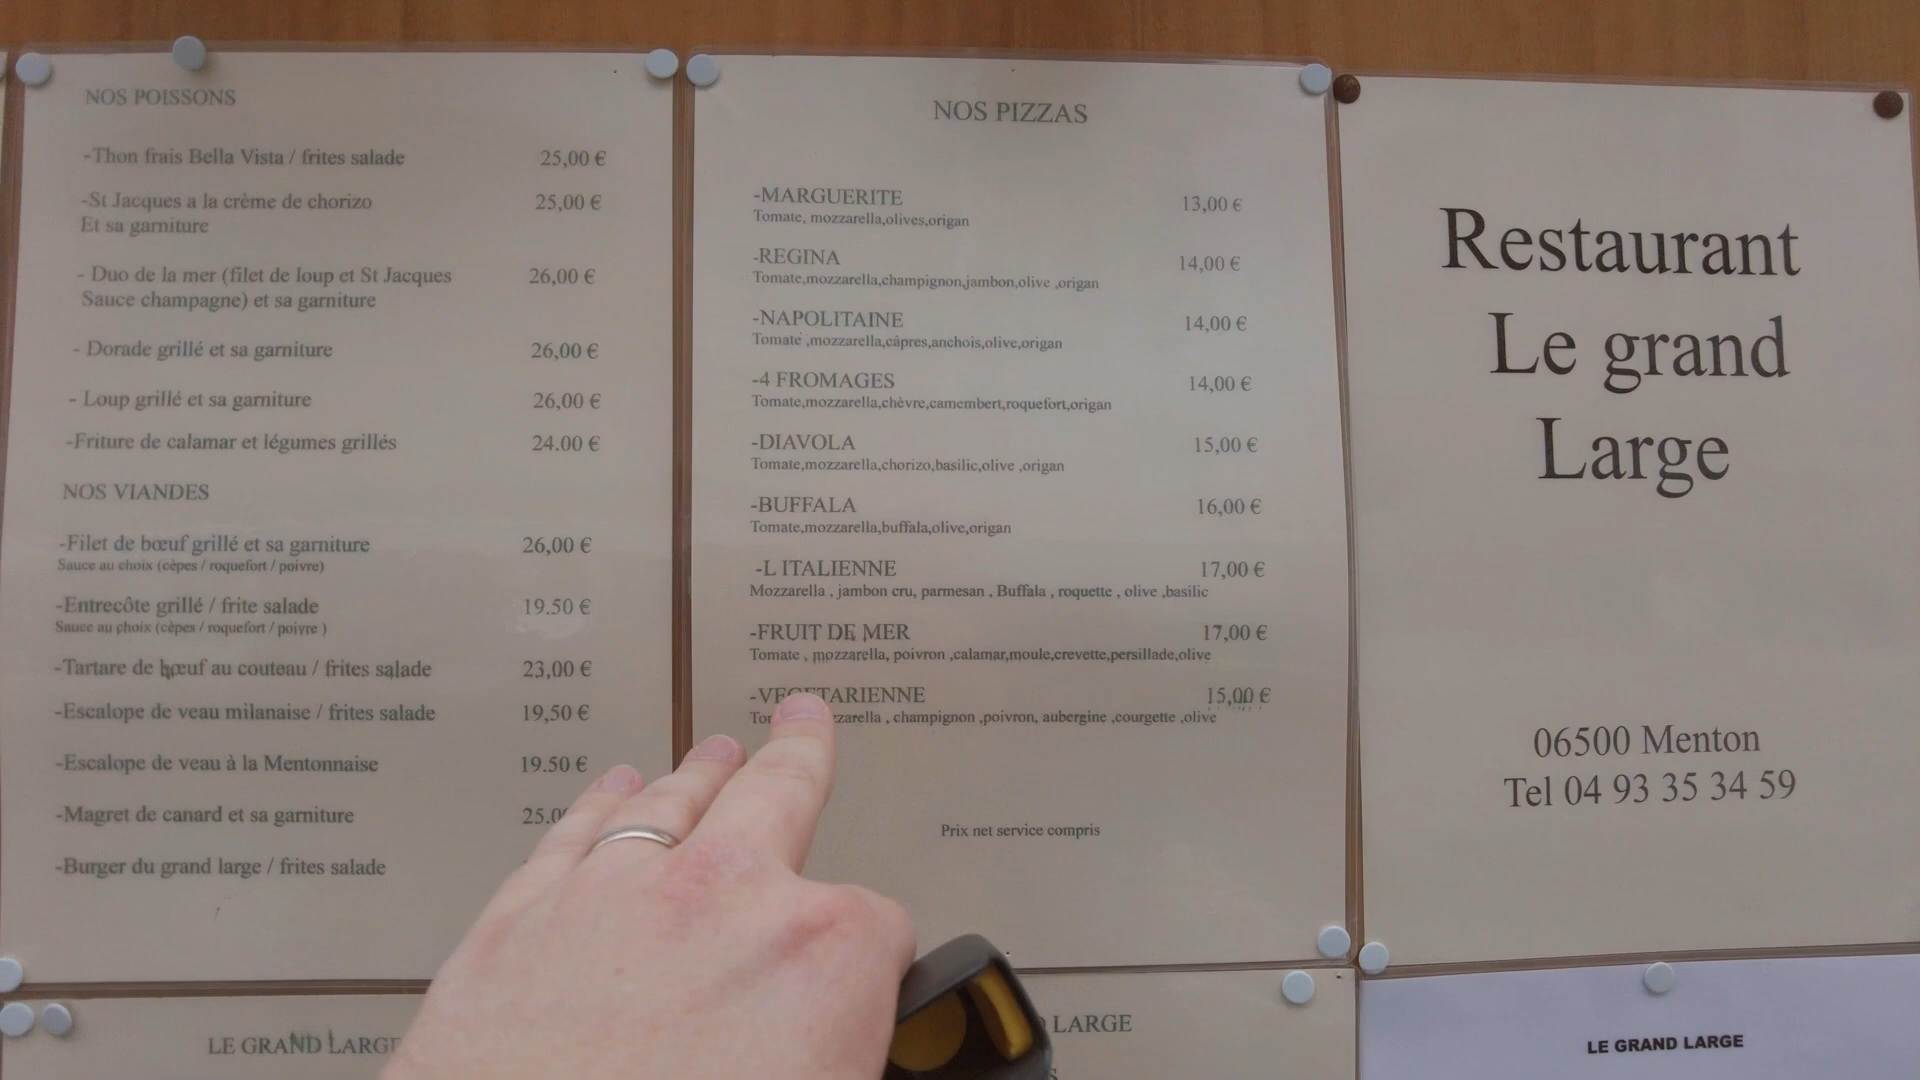 NOS POISSONS
-Thon frais Bella Vista / frites salade 25,00 €
-St Jacques a la crème de chorizo 25,00 €
Et sa garniture
- Duo de la mer (filet de loup et St Jacques 26,00 €
Sauce champagne) et sa garniture
- Dorade grillé et sa garniture 26,00 €
- Loup grillé et sa garniture 26,00 €
-Friture de calamar et légumes grillés 24.00 €
NOS VIANDES
-Filet de bœuf grillé et sa garniture 26,00 €
Sauce au choix (cèpes / roquefort / poivre)
-Entrecôte grillé / frite salade 19.50 €
Sauce au choix (cèpes / roquefort / poivre )
-Tartare de bœuf au couteau / frites salade 23,00 €
-Escalope de veau milanaise / frites salade 19,50 €
-Escalope de veau à la Mentonnaise 19.50 €
-Magret de canard et sa garniture
-Burger du grand large / frites salade
NOS PIZZAS
-MARGUERITE 13,00 €
Tomate, mozzarella,olives,origan
-REGINA 14,00 €
Tomate,mozzarella,champignon,jambon,olive ,origan
-NAPOLITAINE 14,00 €
Tomate ,mozzarella,câpres,anchois,olive,origan
-4 FROMAGES 14,00 €
Tomate,mozzarella,chèvre,camembert,roquefort,origan
-DIAVOLA 15,00 €
Tomate,mozzarella,chorizo,basilic,olive ,origan
-BUFFALA 16,00 €
Tomate,mozzarella,buffala,olive,origan
-L ITALIENNE 17,00 €
Mozzarella , jambon cru, parmesan , Buffala , roquette , olive ,basilic
-FRUIT DE MER 17,00 €
Tomate , mozzarella, poivron ,calamar,moule,crevette,persillade,olive
-VEGETARIENNE 15,00 €
, champignon ,poivron, aubergine ,courgette ,olive
Prix net service compris
Restaurant
Le grand
Large
06500 Menton
Tel 04 93 35 34 59
LE GRAND LARGE
LARGE
LE GRAND LARGE